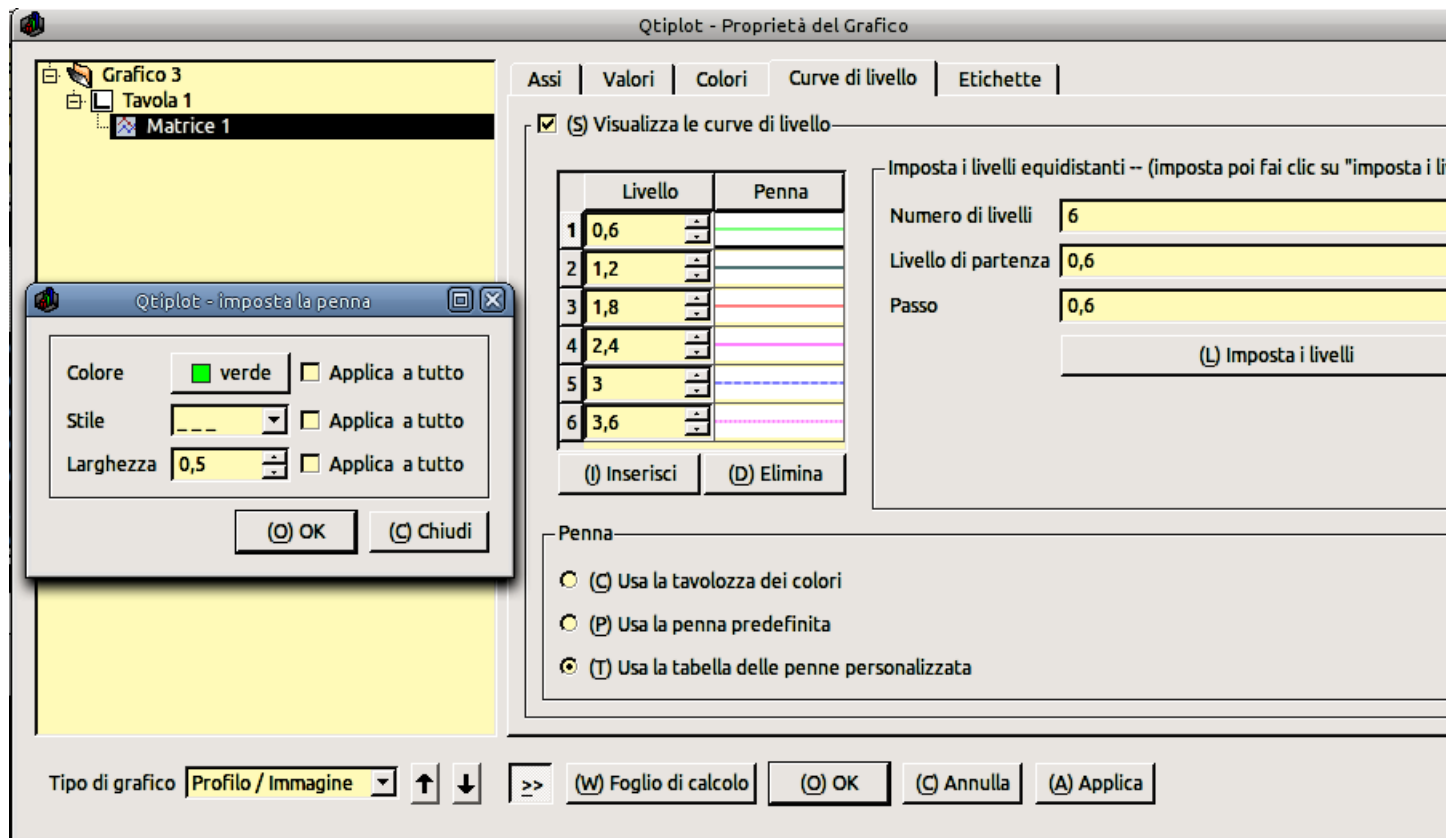 Qtiplot - Proprietà del Grafico
Grafico 3
Tavola 1
Matrice 1
Assi Valori Colori Curve di livello Etichette
(S) Visualizza le curve di livello
Livello Penna
1 0,6
2 1,2
3 1,8
4 2,4
5 3
6 3,6
(I) Inserisci (D) Elimina
Imposta i livelli equidistanti -- (imposta poi fai clic su "imposta i li
Numero di livelli 6
Livello di partenza 0,6
Passo 0,6
(L) Imposta i livelli
Qtiplot - imposta la penna
Colore verde Applica a tutto
Stile _ _ _ Applica a tutto
Larghezza 0,5 Applica a tutto
(O) OK (C) Chiudi
Penna
(C) Usa la tavolozza dei colori
(P) Usa la penna predefinita
(T) Usa la tabella delle penne personalizzata
Tipo di grafico Profilo / Immagine >> (W) Foglio di calcolo (O) OK (C) Annulla (A) Applica